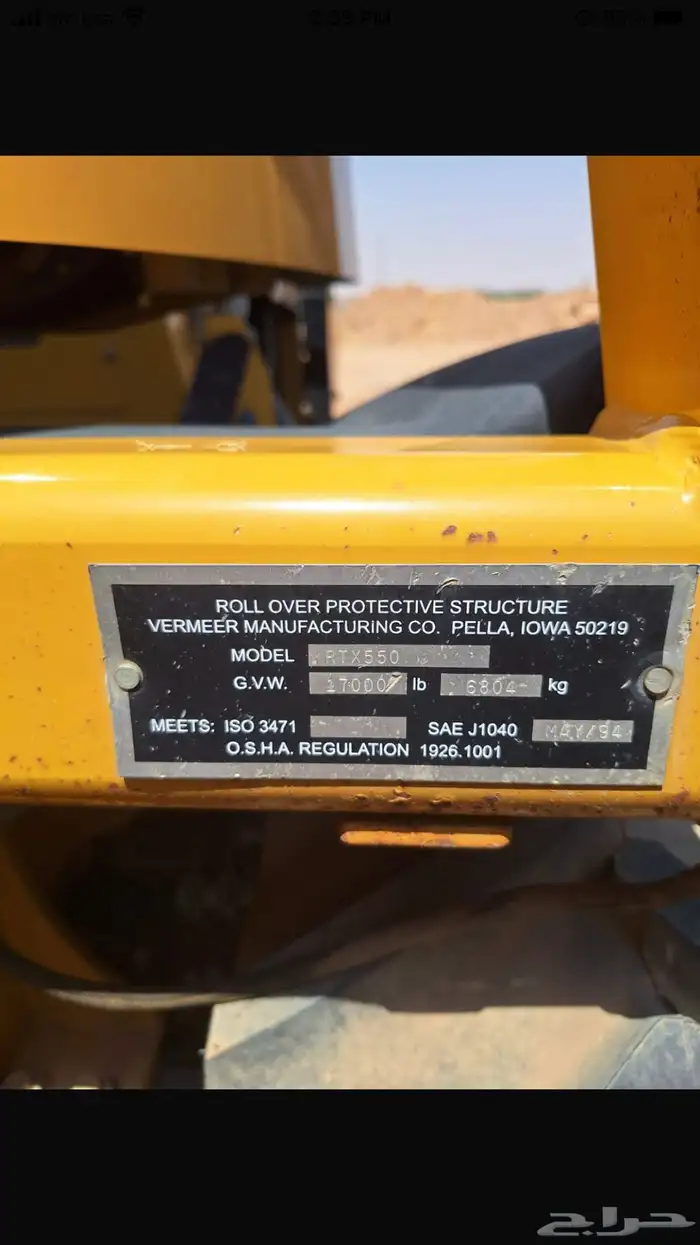 ROLL OVER PROTECTIVE STRUCTURE
VERMEER MANUFACTURING CO. PELLA, IOWA 50219
MODEL RTX550
G.V.W. 17000 lb 6804 kg
MEETS: ISO 3471 SAE J1040 MAY/94
O.S.H.A. REGULATION 1926.1001
حراج